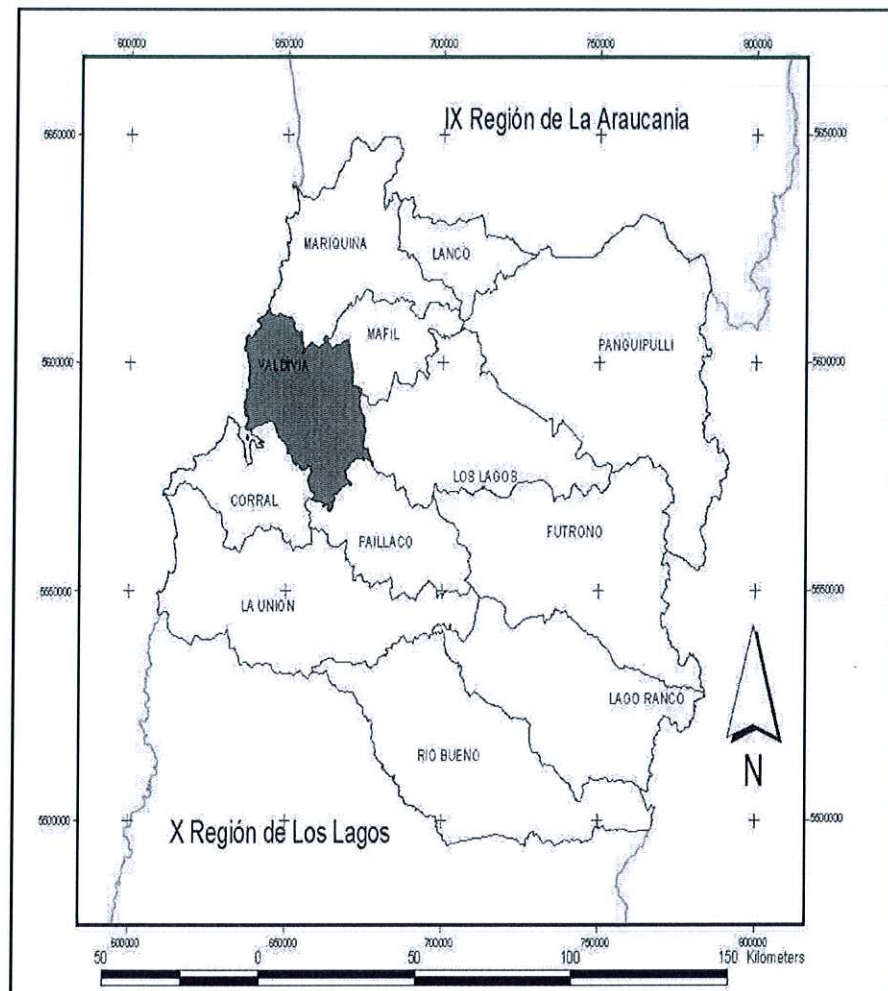 600000 650000 700000 750000 800000
IX Región de La Araucania
5650000 5650000
MARIQUINA
LANCO
MAFIL
PANGUIPULLI
5600000 VALDIVIA 5600000
LOS LAGOS
CORRAL
FUTRONO
PAILLACO
5550000 5550000
LA UNION
LAGO RANCO
RIO BUENO
N
5500000 5500000
X Región de Los Lagos
600000 650000 700000 750000 800000
50 0 50 100 150 Kilometers